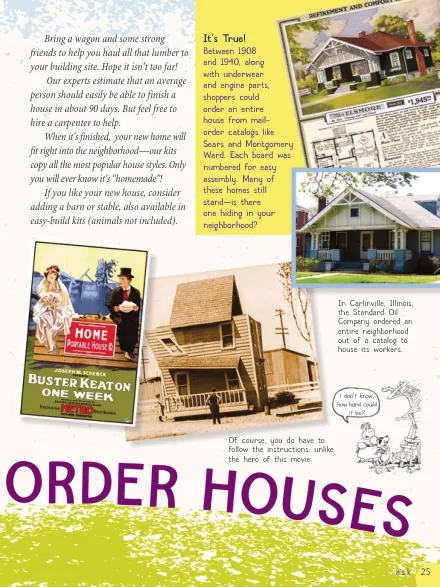 Bring a wagon and some strong
friends to help you haul all that lumber to
your building site. Hope it isn't too far!
Our experts estimate that an average
person should easily be able to finish a
house in about 90 days. But feel free to
hire a carpenter to help.
When it's finished, your new home will
fit right into the neighborhood—our kits
copy all the most popular house styles. Only
you will ever know it's "homemade"!
If you like your new house, consider
adding a barn or stable, also available in
easy-build kits (animals not included).
It's True!
Between 1908
and 1940, along
with underwear
and engine parts,
shoppers could
order an entire
house from mail-
order catalogs like
Sears and Montgomery
Ward. Each board was
numbered for easy
assembly. Many of
these homes still
stand—is there
one hiding in your
neighborhood?
REFINEMENT AND COMFORT
The ELSMORE
$1,945
In Carlinville, Illinois,
the Standard Oil
Company ordered an
entire neighborhood
out of a catalog to
house its workers.
HOME
PORTABLE HOUSE Co
JOSEPH M. SCHENCK
BUSTER KEATON
ONE WEEK
METRO
I don't know,
how hard could
it be?
Of course, you do have to
follow the instructions, unlike
the hero of this movie.
ORDER HOUSES
ask 25